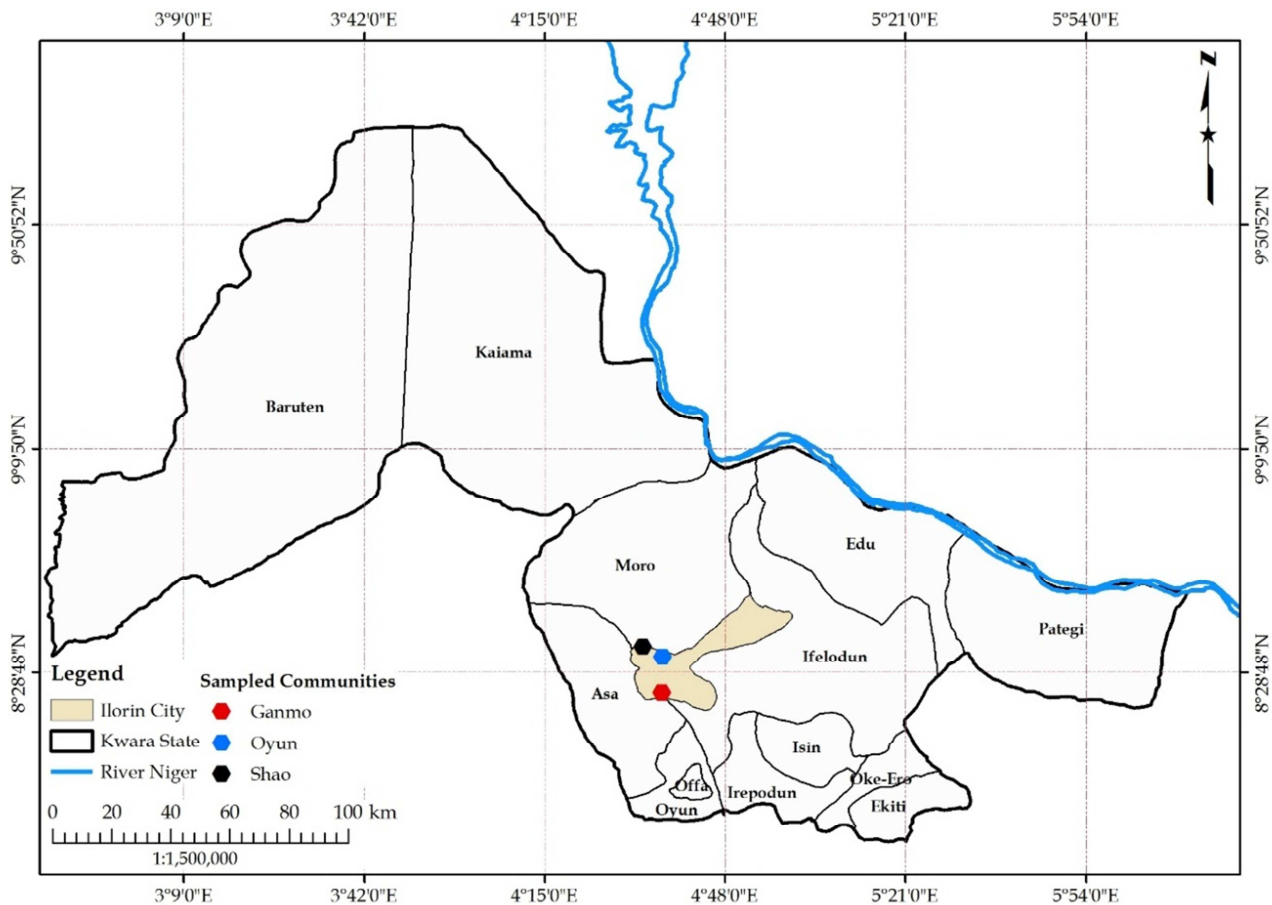 3°9'0"E 3°42'0"E 4°15'0"E 4°48'0"E 5°21'0"E 5°54'0"E
N
9°50'52"N 9°50'52"N
Kaiama
Baruten
9°9'50"N 9°9'50"N
Edu
Moro
Pategi
Ifelodun
8°28'48"N 8°28'48"N
Asa
Isin
Oke-Ero
Offa
Irepodun
Ekiti
Oyun
Legend
Ilorin City
Kwara State
River Niger
Sampled Communities
Ganmo
Oyun
Shao
0 20 40 60 80 100 km
1:1,500,000
3°9'0"E 3°42'0"E 4°15'0"E 4°48'0"E 5°21'0"E 5°54'0"E